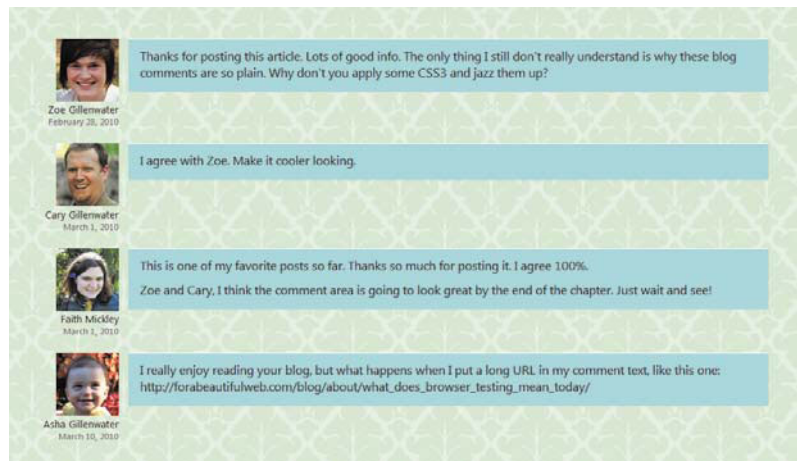 Thanks for posting this article. Lots of good info. The only thing I still don't really understand is why these blog
comments are so plain. Why don't you apply some CSS3 and jazz them up?
Zoe Gillenwater
February 28, 2010
I agree with Zoe. Make it cooler looking.
Cary Gillenwater
March 1, 2010
This is one of my favorite posts so far. Thanks so much for posting it. I agree 100%.
Zoe and Cary, I think the comment area is going to look great by the end of the chapter. Just wait and see!
Faith Mickley
March 1, 2010
I really enjoy reading your blog, but what happens when I put a long URL in my comment text, like this one:
http://forabeautifulweb.com/blog/about/what_does_browser_testing_mean_today/
Asha Gillenwater
March 10, 2010